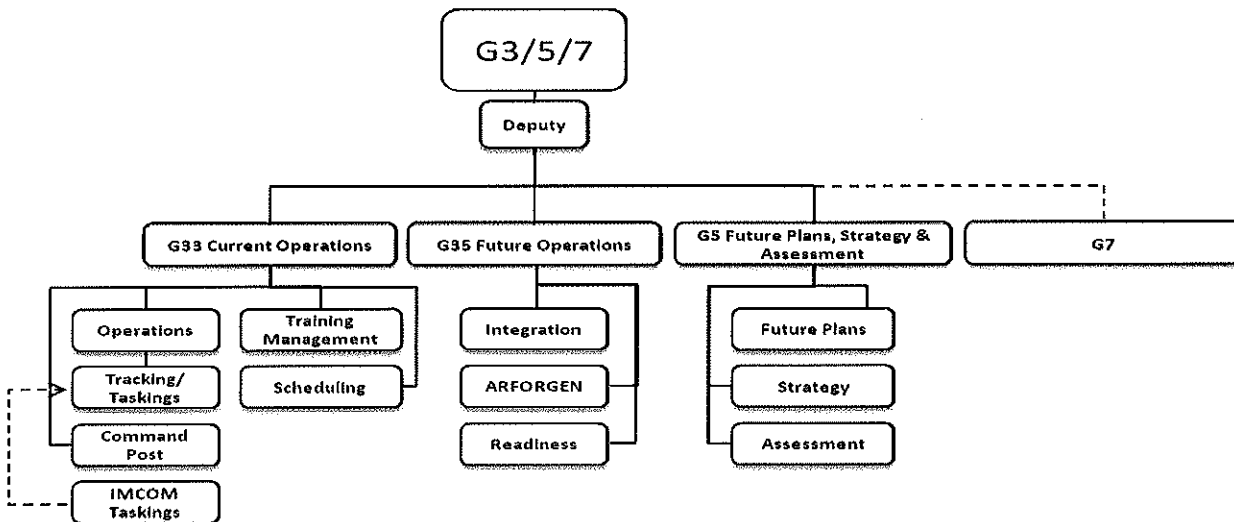 G3/5/7
Deputy
G33 Current Operations
G35 Future Operations
G5 Future Plans, Strategy &
Assessment
G7
Operations
Training
Management
Integration
Future Plans
Tracking/
Taskings
Scheduling
ARFORGEN
Strategy
Command
Post
Readiness
Assessment
IMCOM
Taskings